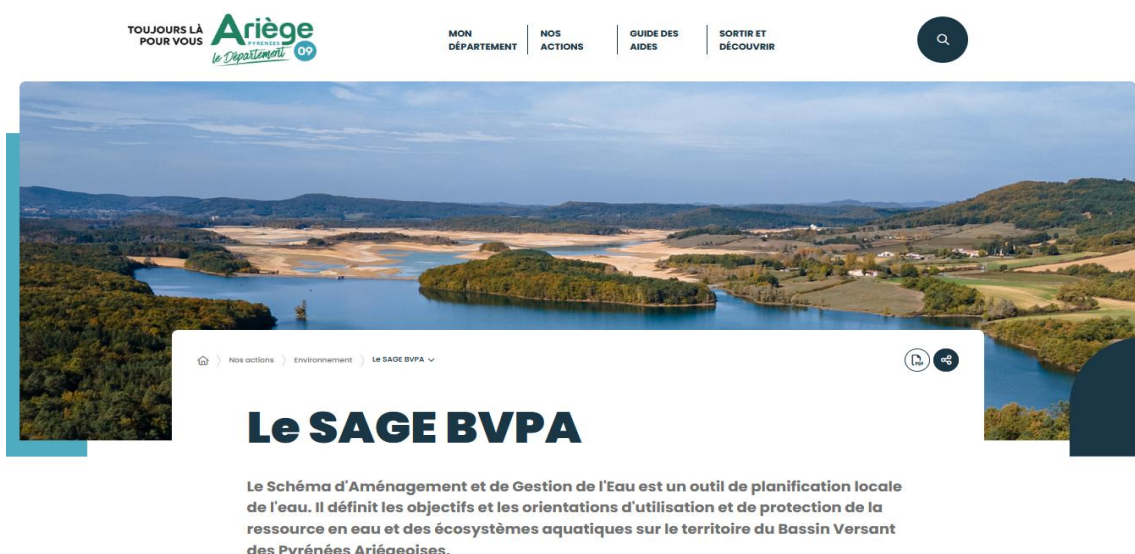 TOUJOURS LÀ
POUR VOUS
Ariège
PYRÉNÉES
le Département 09
MON
DÉPARTEMENT
NOS
ACTIONS
GUIDE DES
AIDES
SORTIR ET
DÉCOUVRIR
Nos actions
Environnement
Le SAGE BVPA
PDF
Le SAGE BVPA
Le Schéma d'Aménagement et de Gestion de l'Eau est un outil de planification locale
de l'eau. Il définit les objectifs et les orientations d'utilisation et de protection de la
ressource en eau et des écosystèmes aquatiques sur le territoire du Bassin Versant
des Pyrénées Ariégeoises.